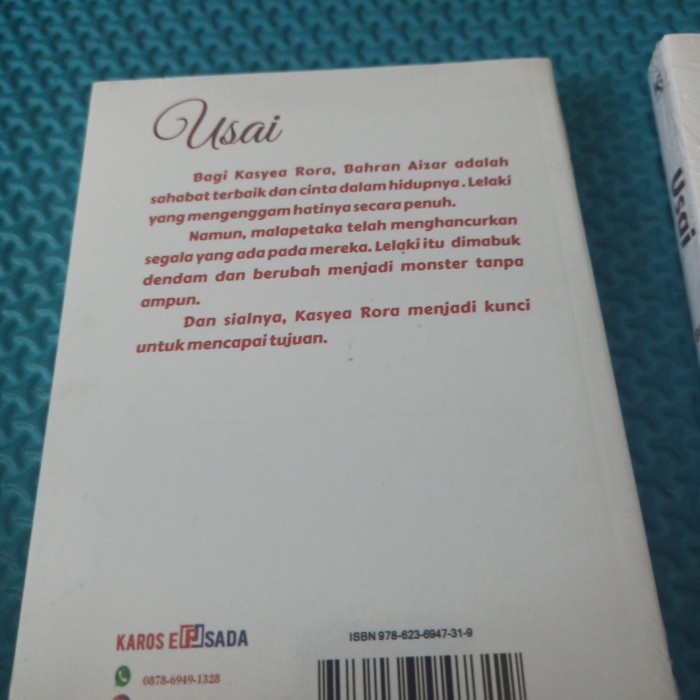 Usai
Bagi Kasyea Rora, Bahran Aizar adalah
sahabat terbaik dan cinta dalam hidupnya. Lelaki
yang mengenggam hatinya secara penuh.
Namun, malapetaka telah menghancurkan
segala yang ada pada mereka. Lelaki itu dimabuk
dendam dan berubah menjadi monster tanpa
ampun.
Dan sialnya, Kasyea Rora menjadi kunci
untuk mencapai tujuan.
KAROS E PUSADA
0878-6949-1328
ISBN 978-623-6947-31-9
Usai